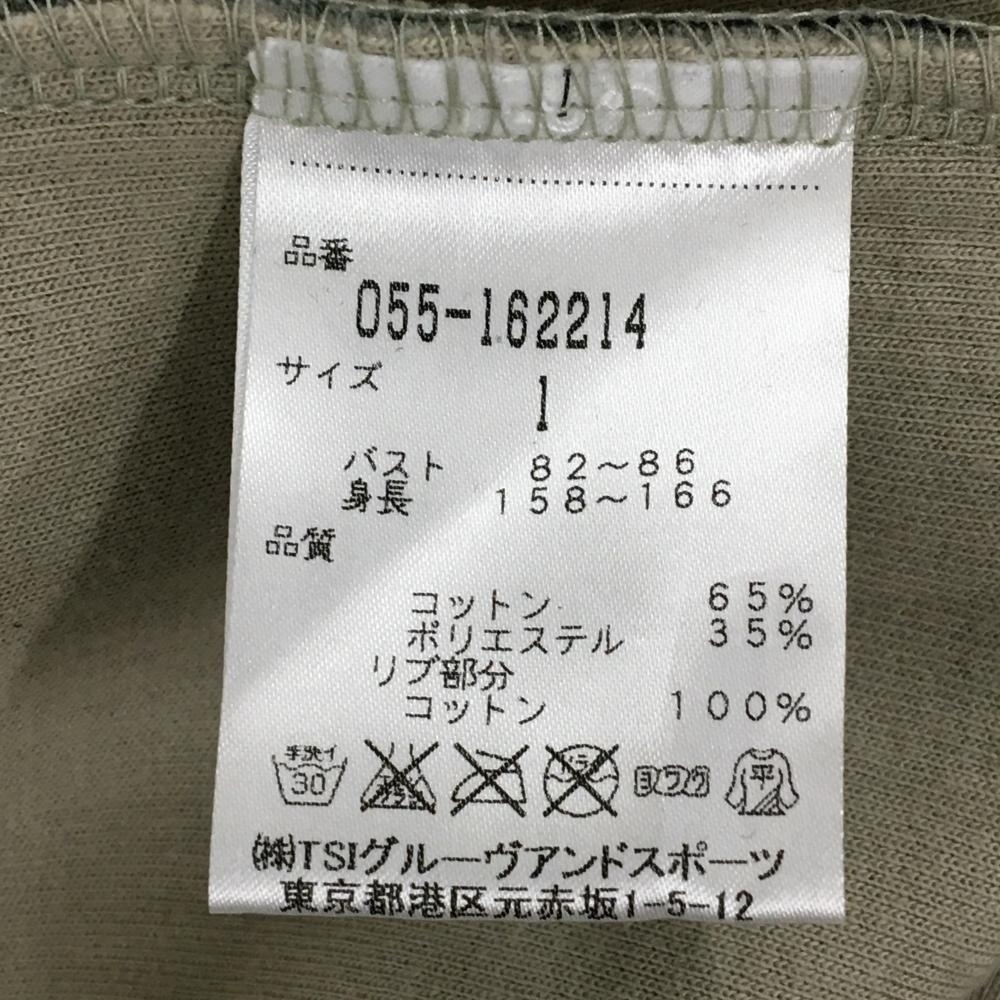 品番
055-162214
サイズ
1
バスト 82～86
身長 158～166
品質
コットン 65%
ポリエステル 35%
リブ部分
コットン 100%
手洗イ 30 平
㈱TSIグルーヴアンドスポーツ
東京都港区元赤坂1-5-12